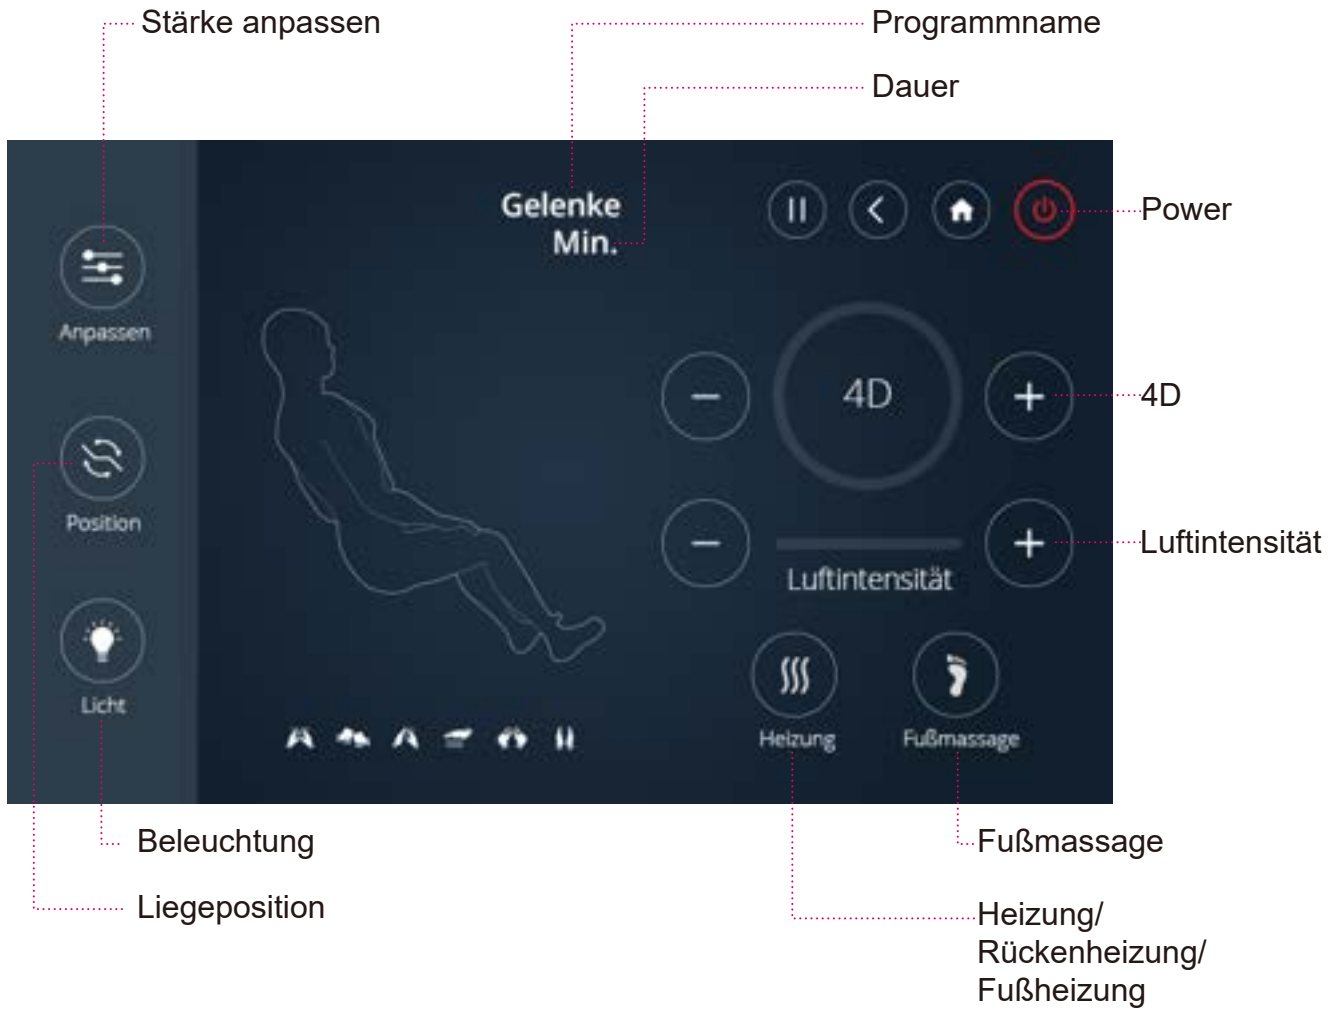 Stärke anpassen
Programmname
Dauer
Gelenke
Min.
Power
Anpassen
4D
4D
Position
Luftintensität
Luftintensität
Licht
Heizung
Fußmassage
Beleuchtung
Fußmassage
Liegeposition
Heizung/
Rückenheizung/
Fußheizung